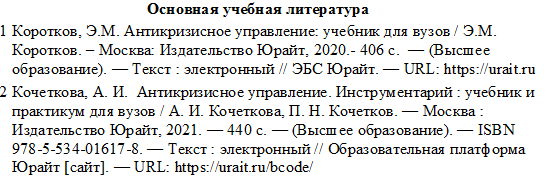 Основная учебная литература
1 Коротков, Э.М. Антикризисное управление: учебник для вузов / Э.М.
Коротков. – Москва: Издательство Юрайт, 2020.- 406 с. — (Высшее
образование). — Текст : электронный // ЭБС Юрайт. — URL: https://urait.ru
2 Кочеткова, А. И. Антикризисное управление. Инструментарий : учебник и
практикум для вузов / А. И. Кочеткова, П. Н. Кочетков. — Москва :
Издательство Юрайт, 2021. — 440 с. — (Высшее образование). — ISBN
978-5-534-01617-8. — Текст : электронный // Образовательная платформа
Юрайт [сайт]. — URL: https://urait.ru/bcode/